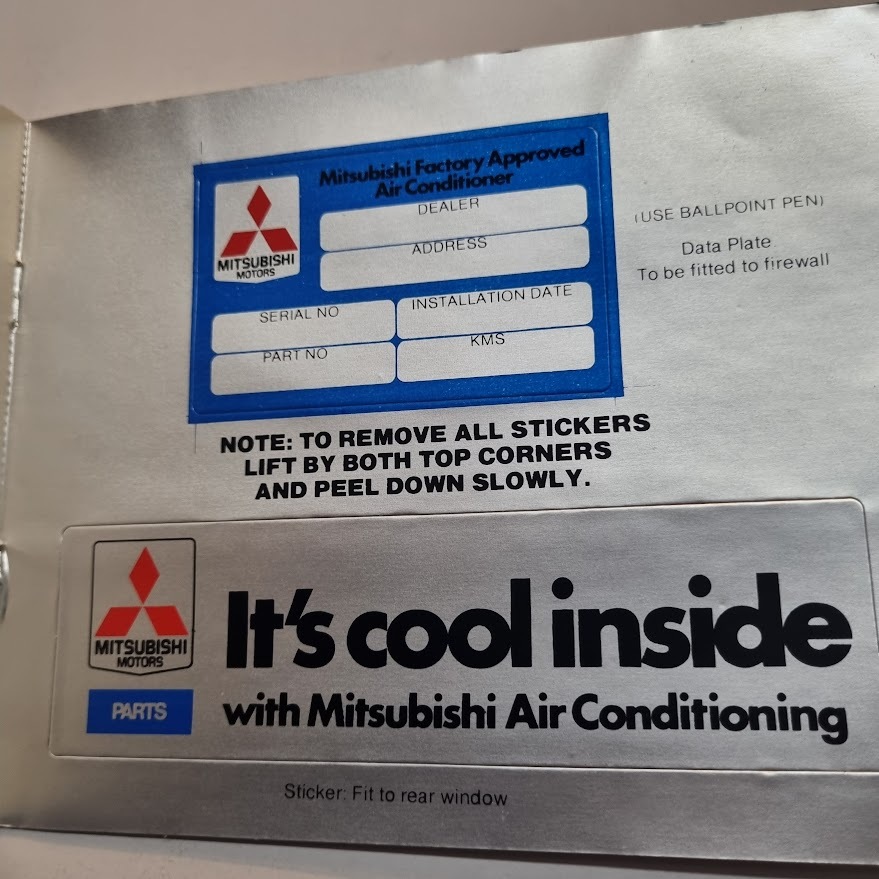 Mitsubishi Factory Approved
Air Conditioner
MITSUBISHI
MOTORS
DEALER
ADDRESS
SERIAL NO
INSTALLATION DATE
PART NO
KMS
(USE BALLPOINT PEN)
Data Plate
To be fitted to firewall
NOTE: TO REMOVE ALL STICKERS
LIFT BY BOTH TOP CORNERS
AND PEEL DOWN SLOWLY.
MITSUBISHI
MOTORS
PARTS
It's cool inside
with Mitsubishi Air Conditioning
Sticker: Fit to rear window